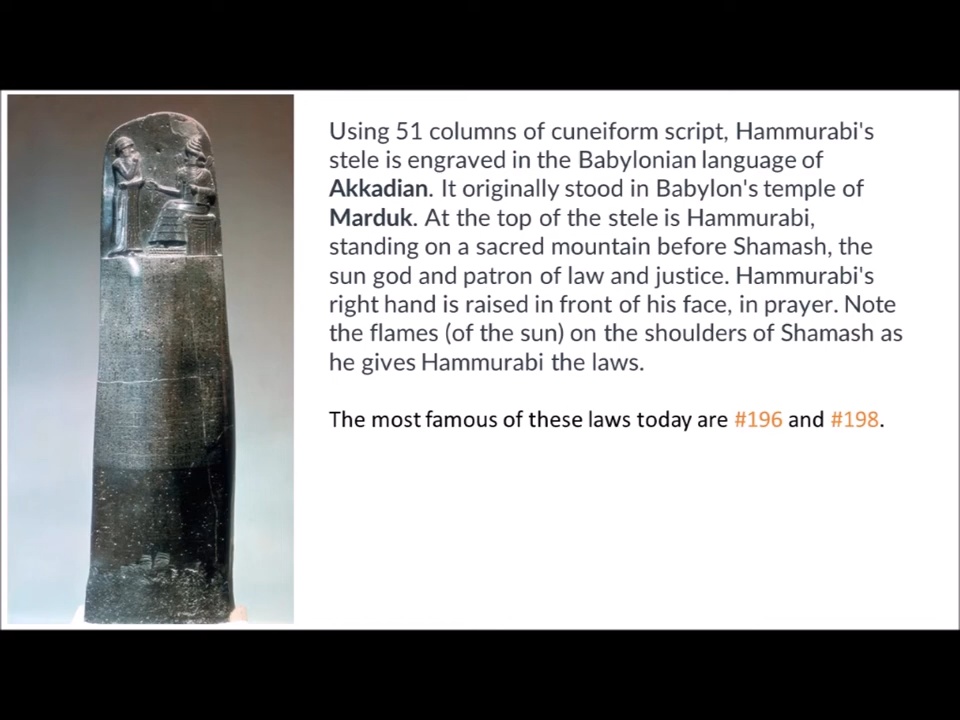 Using 51 columns of cuneiform script, Hammurabi's
stele is engraved in the Babylonian language of
Akkadian. It originally stood in Babylon's temple of
Marduk. At the top of the stele is Hammurabi,
standing on a sacred mountain before Shamash, the
sun god and patron of law and justice. Hammurabi's
right hand is raised in front of his face, in prayer. Note
the flames (of the sun) on the shoulders of Shamash as
he gives Hammurabi the laws.
The most famous of these laws today are #196 and #198.